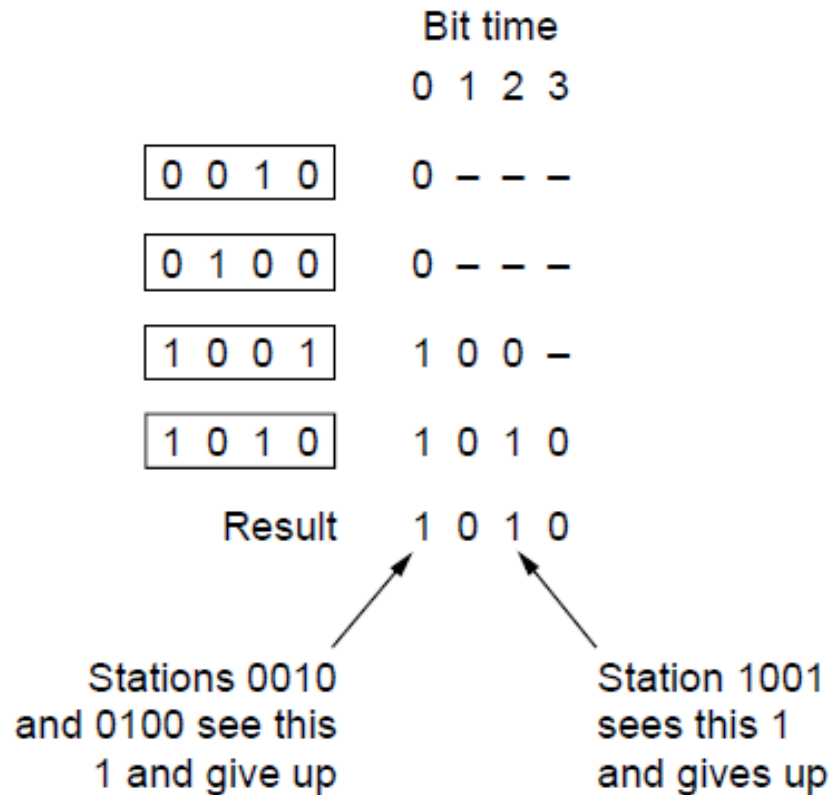 Bit time
0 1 2 3
0 0 1 0 0 – – –
0 1 0 0 0 – – –
1 0 0 1 1 0 0 –
1 0 1 0 1 0 1 0
Result 1 0 1 0
Stations 0010
and 0100 see this
1 and give up
Station 1001
sees this 1
and gives up